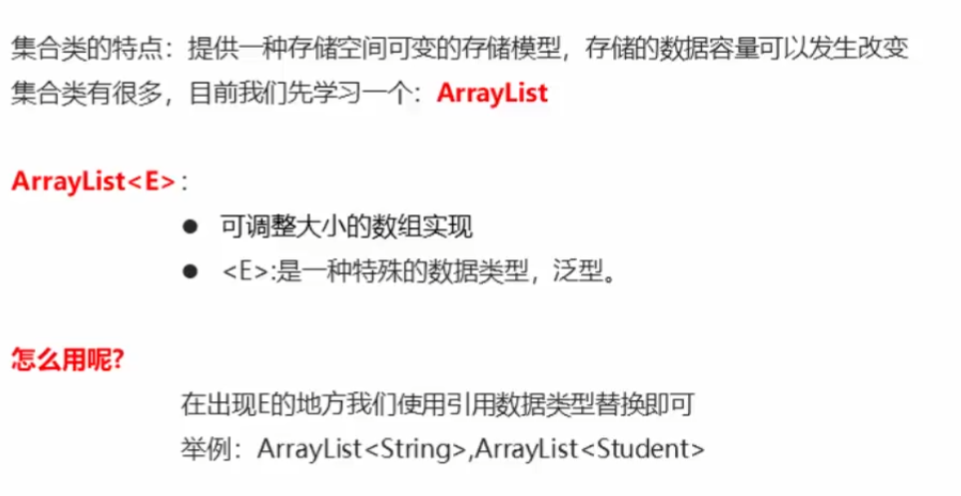 集合类的特点：提供一种存储空间可变的存储模型，存储的数据容量可以发生改变
集合类有很多，目前我们先学习一个：ArrayList
ArrayList<E>：
● 可调整大小的数组实现
● <E>:是一种特殊的数据类型，泛型。
怎么用呢?
在出现E的地方我们使用引用数据类型替换即可
举例：ArrayList<String>,ArrayList<Student>